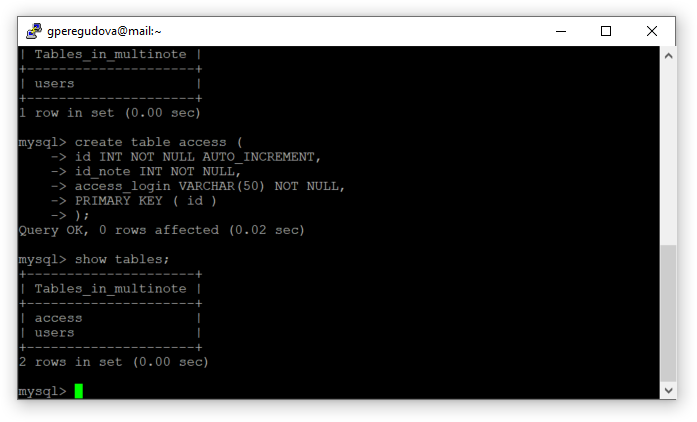 gperegudova@mail:~
| Tables_in_multinote |
+---------------------+
| users               |
+---------------------+
1 row in set (0.00 sec)
mysql> create table access (
    -> id INT NOT NULL AUTO_INCREMENT,
    -> id_note INT NOT NULL,
    -> access_login VARCHAR(50) NOT NULL,
    -> PRIMARY KEY ( id )
    -> );
Query OK, 0 rows affected (0.02 sec)
mysql> show tables;
+---------------------+
| Tables_in_multinote |
+---------------------+
| access              |
| users               |
+---------------------+
2 rows in set (0.00 sec)
mysql>